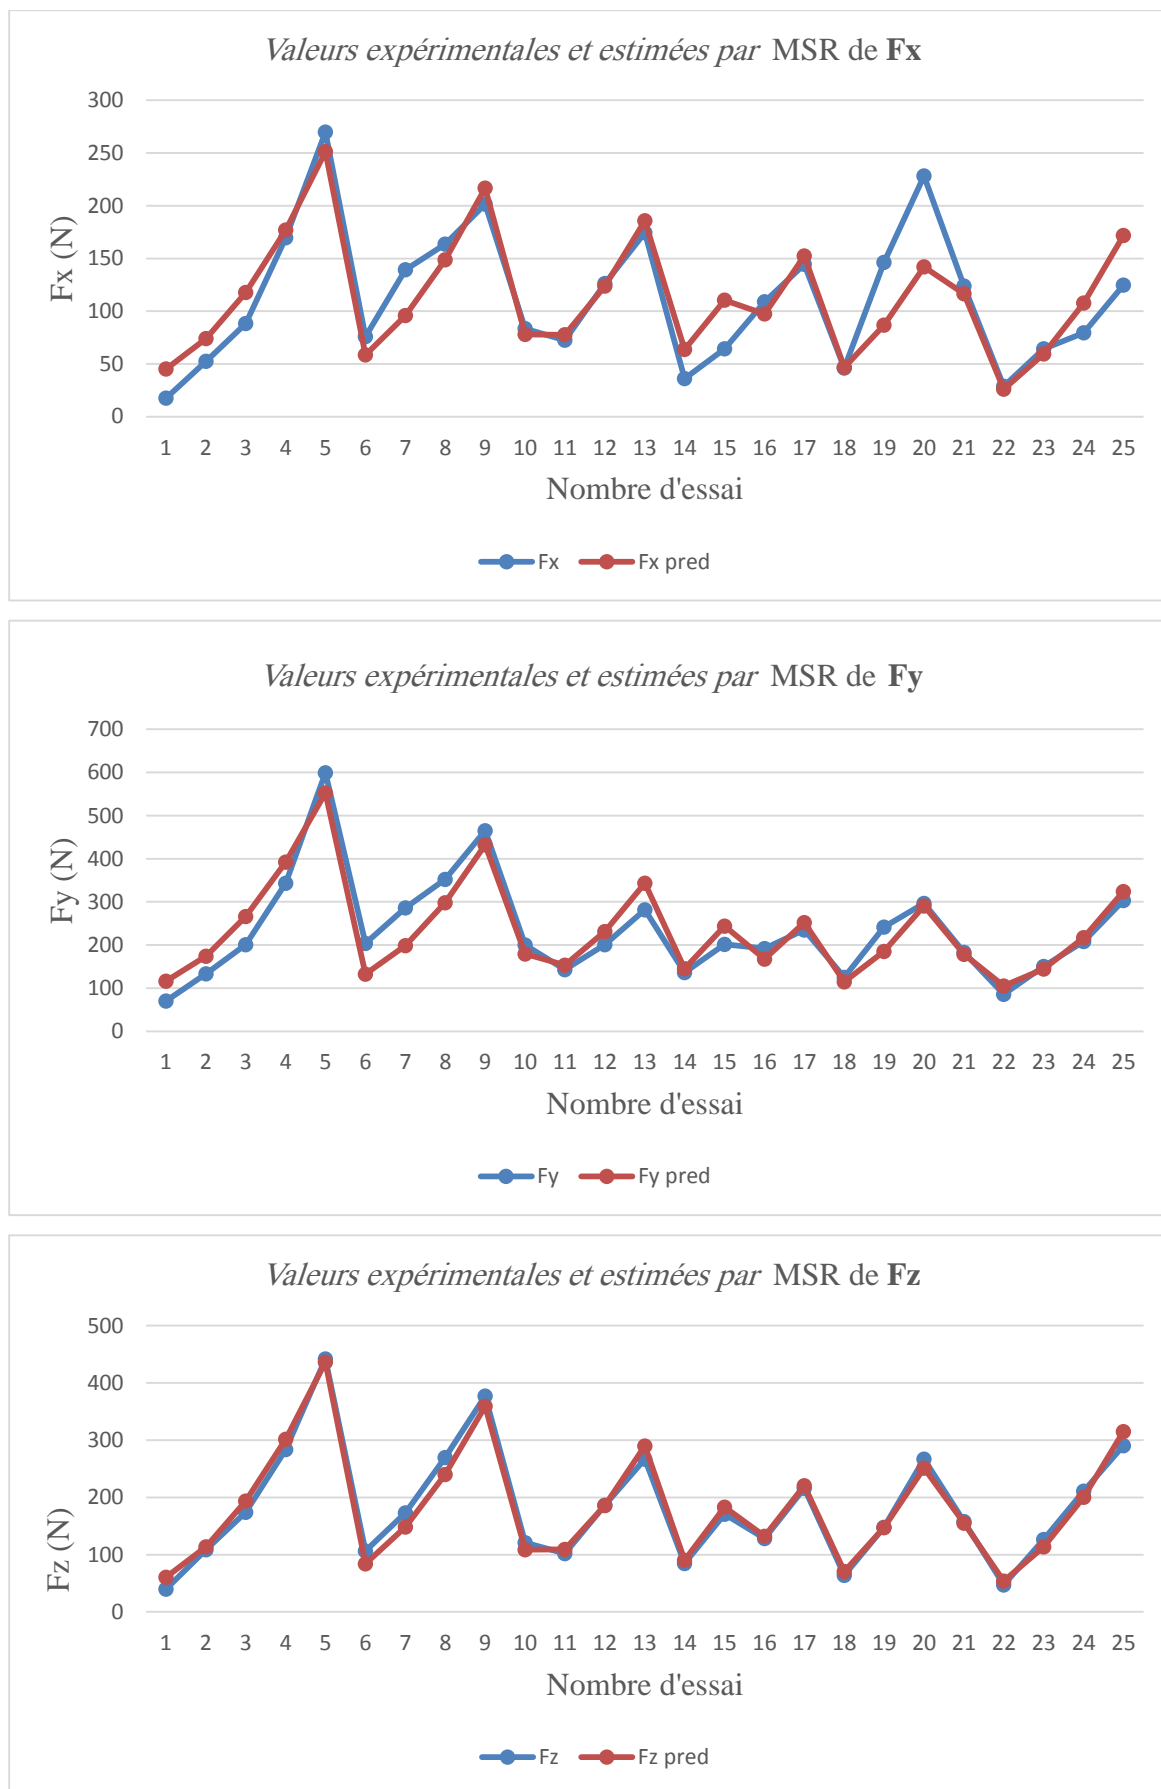 Valeurs expérimentales et estimées par MSR de Fx
300
250
200
150
100
50
0
Fx (N)
1 2 3 4 5 6 7 8 9 10 11 12 13 14 15 16 17 18 19 20 21 22 23 24 25
Nombre d'essai
Fx Fx pred
Valeurs expérimentales et estimées par MSR de Fy
700
600
500
400
300
200
100
0
Fy (N)
1 2 3 4 5 6 7 8 9 10 11 12 13 14 15 16 17 18 19 20 21 22 23 24 25
Nombre d'essai
Fy Fy pred
Valeurs expérimentales et estimées par MSR de Fz
500
400
300
200
100
0
Fz (N)
1 2 3 4 5 6 7 8 9 10 11 12 13 14 15 16 17 18 19 20 21 22 23 24 25
Nombre d'essai
Fz Fz pred